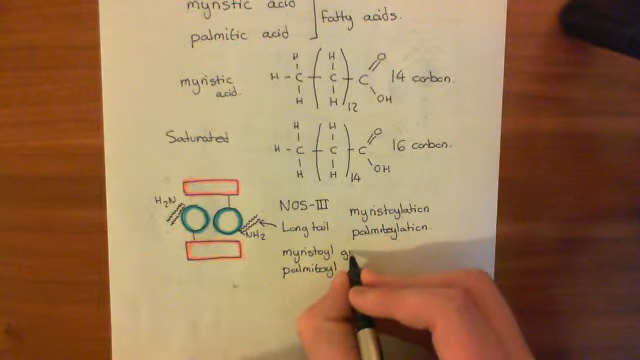 myristic acid
palmitic acid
Fatty acids.
myristic acid.
H H
H - C - C - C O
H H 12 OH
14 carbon.
Saturated
H H
H - C - C - C O
H H 14 OH
16 carbon.
H₂N
NH₂
NOS-III
Long tail
myristoylation
palmitoylation.
myristoyl g
palmitoyl